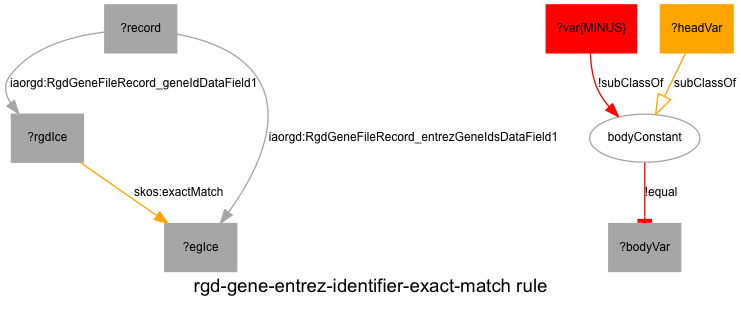 ?record
?var{MINUS}
?headVar
iaorgd:RgdGeneFileRecord_geneIdDataField1
!subClassOf
subClassOf
?rgdIce
iaorgd:RgdGeneFileRecord_entrezGeneIdsDataField1
bodyConstant
skos:exactMatch
!equal
?egIce
?bodyVar
rgd-gene-entrez-identifier-exact-match rule